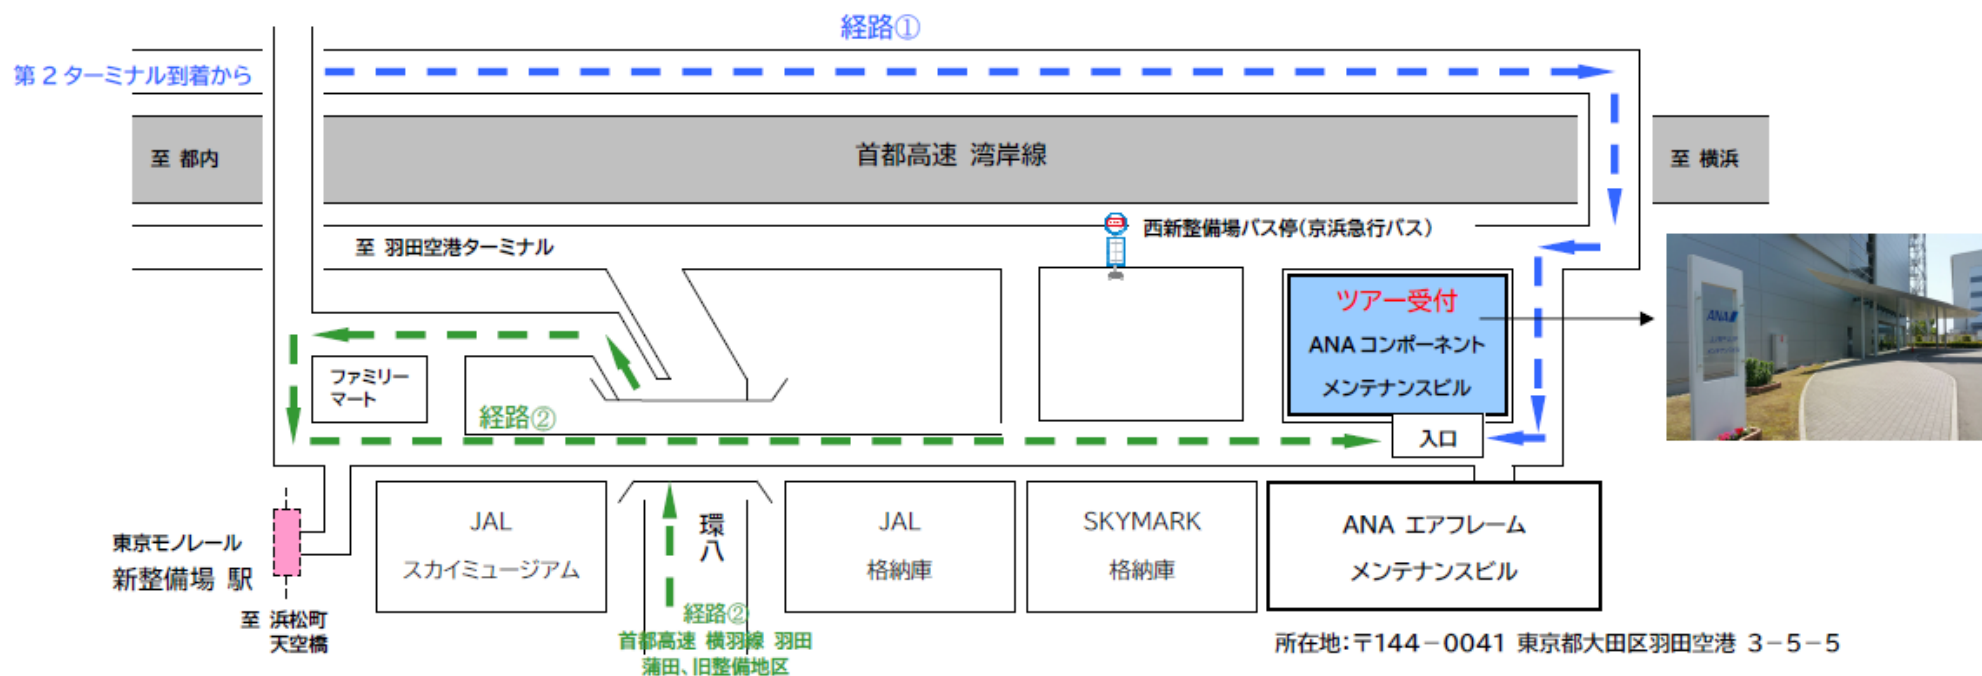 経路①
第２ターミナル到着から
至 都内
首都高速 湾岸線
至 横浜
至 羽田空港ターミナル
西新整備場バス停（京浜急行バス）
ツアー受付
ANAコンポーネント
メンテナンスビル
ANA
ファミリー
マート
経路②
入口
JAL
スカイミュージアム
環
八
JAL
格納庫
SKYMARK
格納庫
ANA エアフレーム
メンテナンスビル
東京モノレール
新整備場 駅
至 浜松町
天空橋
経路②
首都高速 横羽線 羽田
蒲田、旧整備地区
所在地：〒144－0041 東京都大田区羽田空港 3－5－5